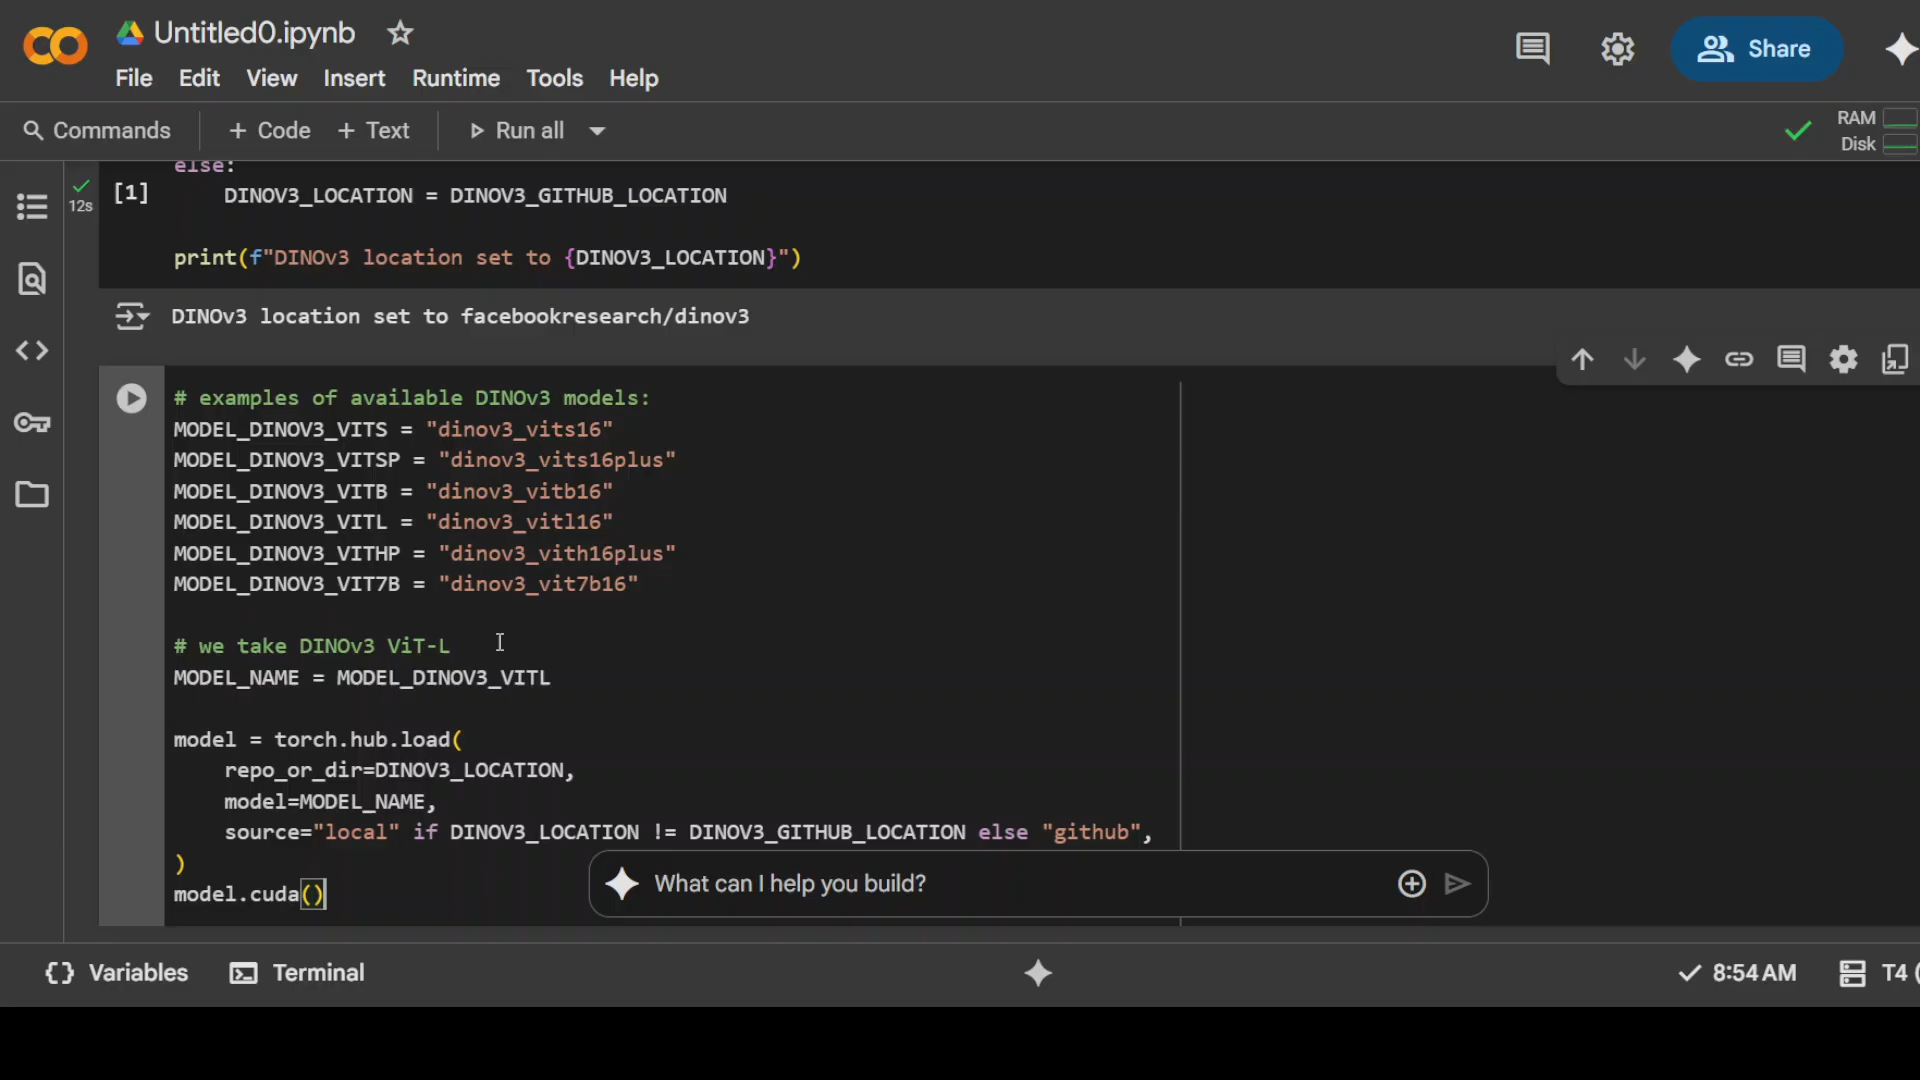 Untitled0.ipynb
File Edit View Insert Runtime Tools Help
Share
Commands + Code + Text Run all
RAM
Disk
else:
[1] DINOV3_LOCATION = DINOV3_GITHUB_LOCATION
12s
print(f"DINOv3 location set to {DINOV3_LOCATION}")
DINOv3 location set to facebookresearch/dinov3
# examples of available DINOv3 models:
MODEL_DINOV3_VITS = "dinov3_vits16"
MODEL_DINOV3_VITSP = "dinov3_vits16plus"
MODEL_DINOV3_VITB = "dinov3_vitb16"
MODEL_DINOV3_VITL = "dinov3_vitl16"
MODEL_DINOV3_VITHP = "dinov3_vith16plus"
MODEL_DINOV3_VIT7B = "dinov3_vit7b16"
# we take DINOv3 ViT-L
MODEL_NAME = MODEL_DINOV3_VITL
model = torch.hub.load(
repo_or_dir=DINOV3_LOCATION,
model=MODEL_NAME,
source="local" if DINOV3_LOCATION != DINOV3_GITHUB_LOCATION else "github",
)
model.cuda()
What can I help you build?
{} Variables Terminal
8:54 AM T4 (